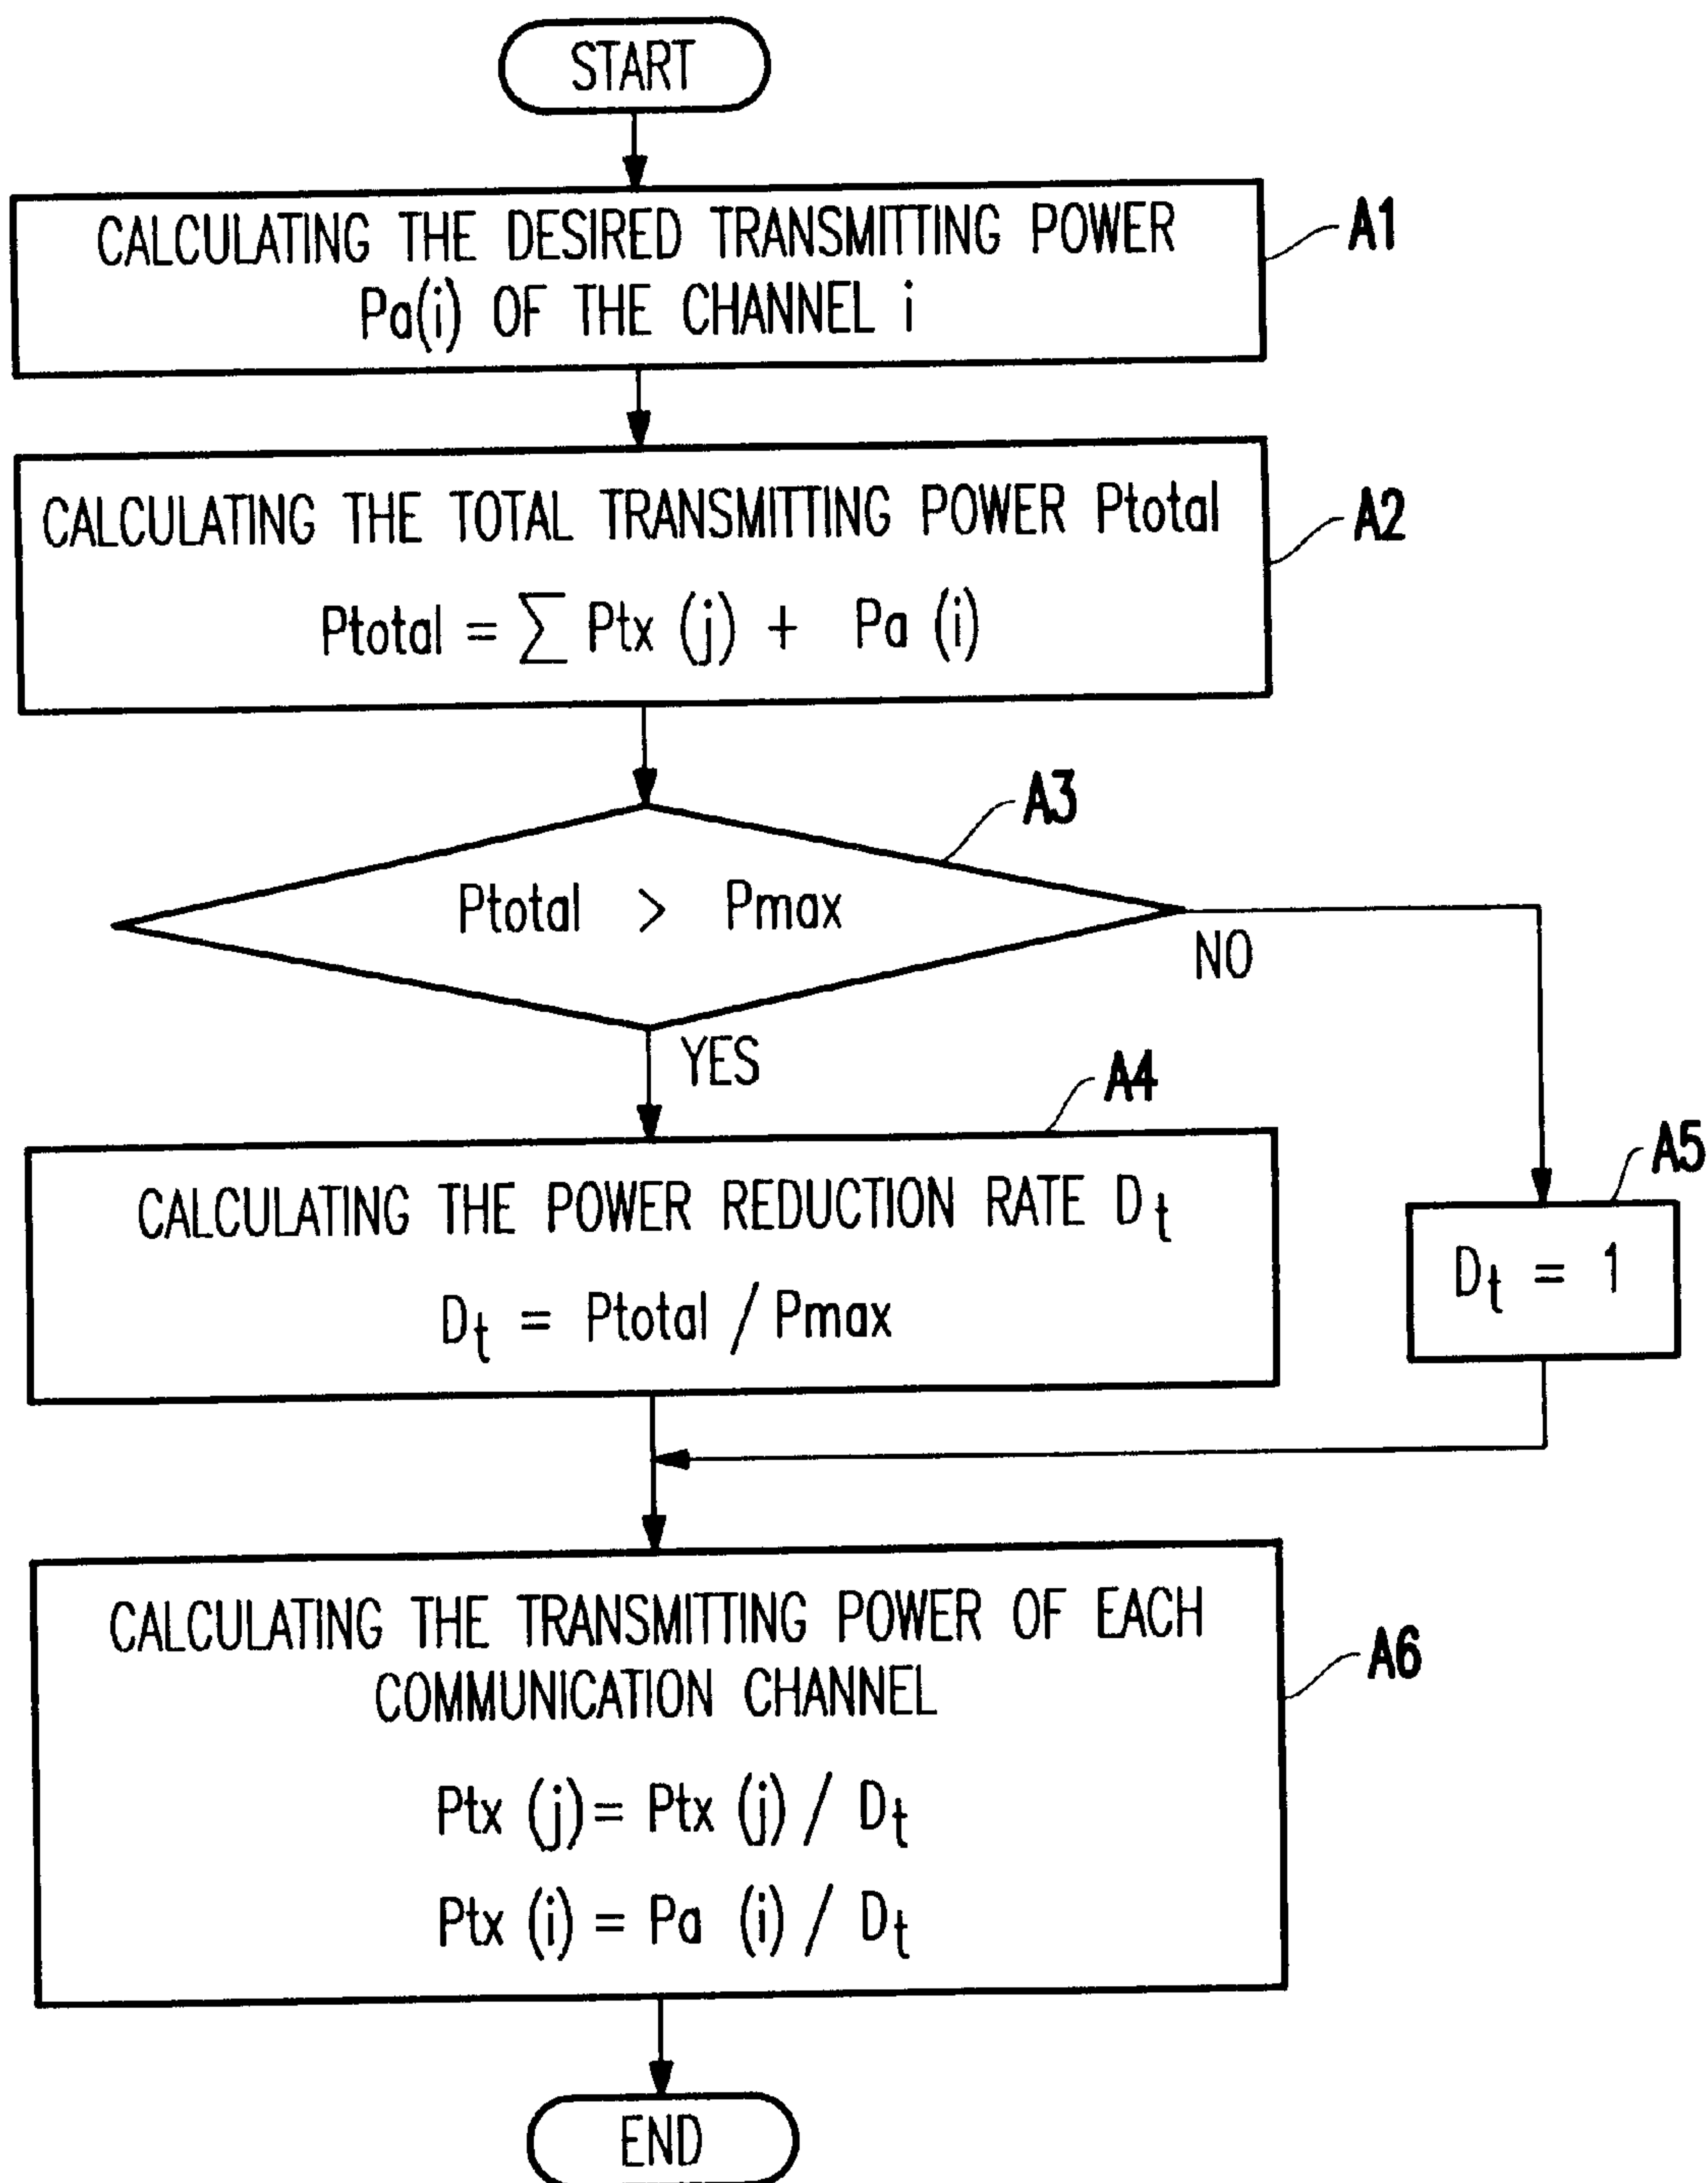 START
CALCULATING THE DESIRED TRANSMITTING POWER
Pa(i) OF THE CHANNEL i
A1
CALCULATING THE TOTAL TRANSMITTING POWER Ptotal
Ptotal = ∑ Ptx (j) + Pa (i)
A2
A3
Ptotal > Pmax
NO
YES
A4
CALCULATING THE POWER REDUCTION RATE Dt
Dt = Ptotal / Pmax
A5
Dt = 1
CALCULATING THE TRANSMITTING POWER OF EACH
COMMUNICATION CHANNEL
Ptx (j) = Ptx (j) / Dt
Ptx (i) = Pa (i) / Dt
A6
END